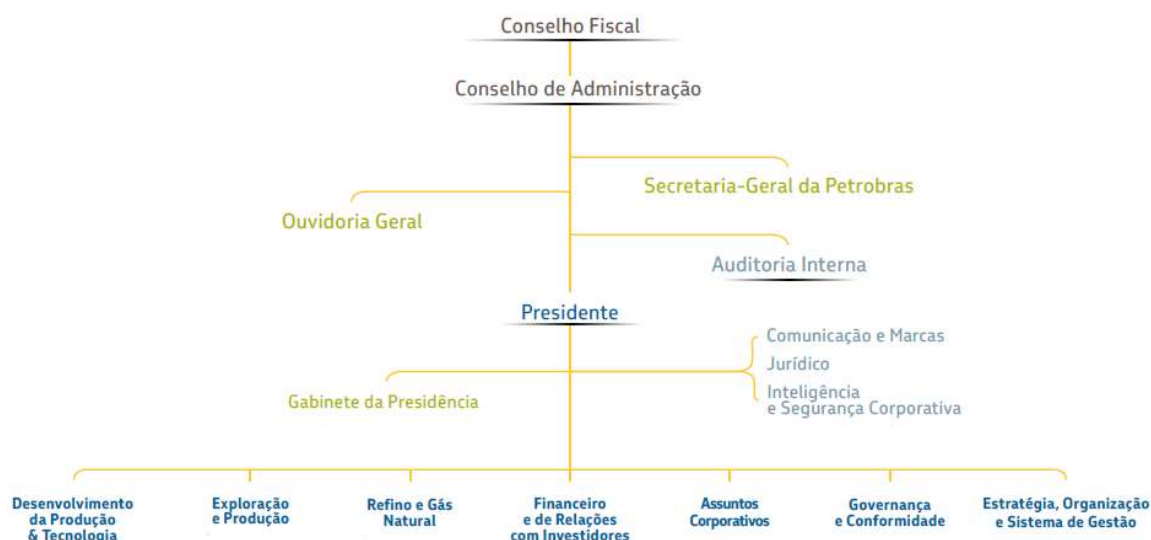 Conselho Fiscal
Conselho de Administração
Secretaria-Geral da Petrobras
Ouvidoria Geral
Auditoria Interna
Presidente
Comunicação e Marcas
Jurídico
Inteligência
e Segurança Corporativa
Gabinete da Presidência
Desenvolvimento
da Produção
& Tecnologia
Exploração
e Produção
Refino e Gás
Natural
Financeiro
e de Relações
com Investidores
Assuntos
Corporativos
Governança
e Conformidade
Estratégia, Organização
e Sistema de Gestão